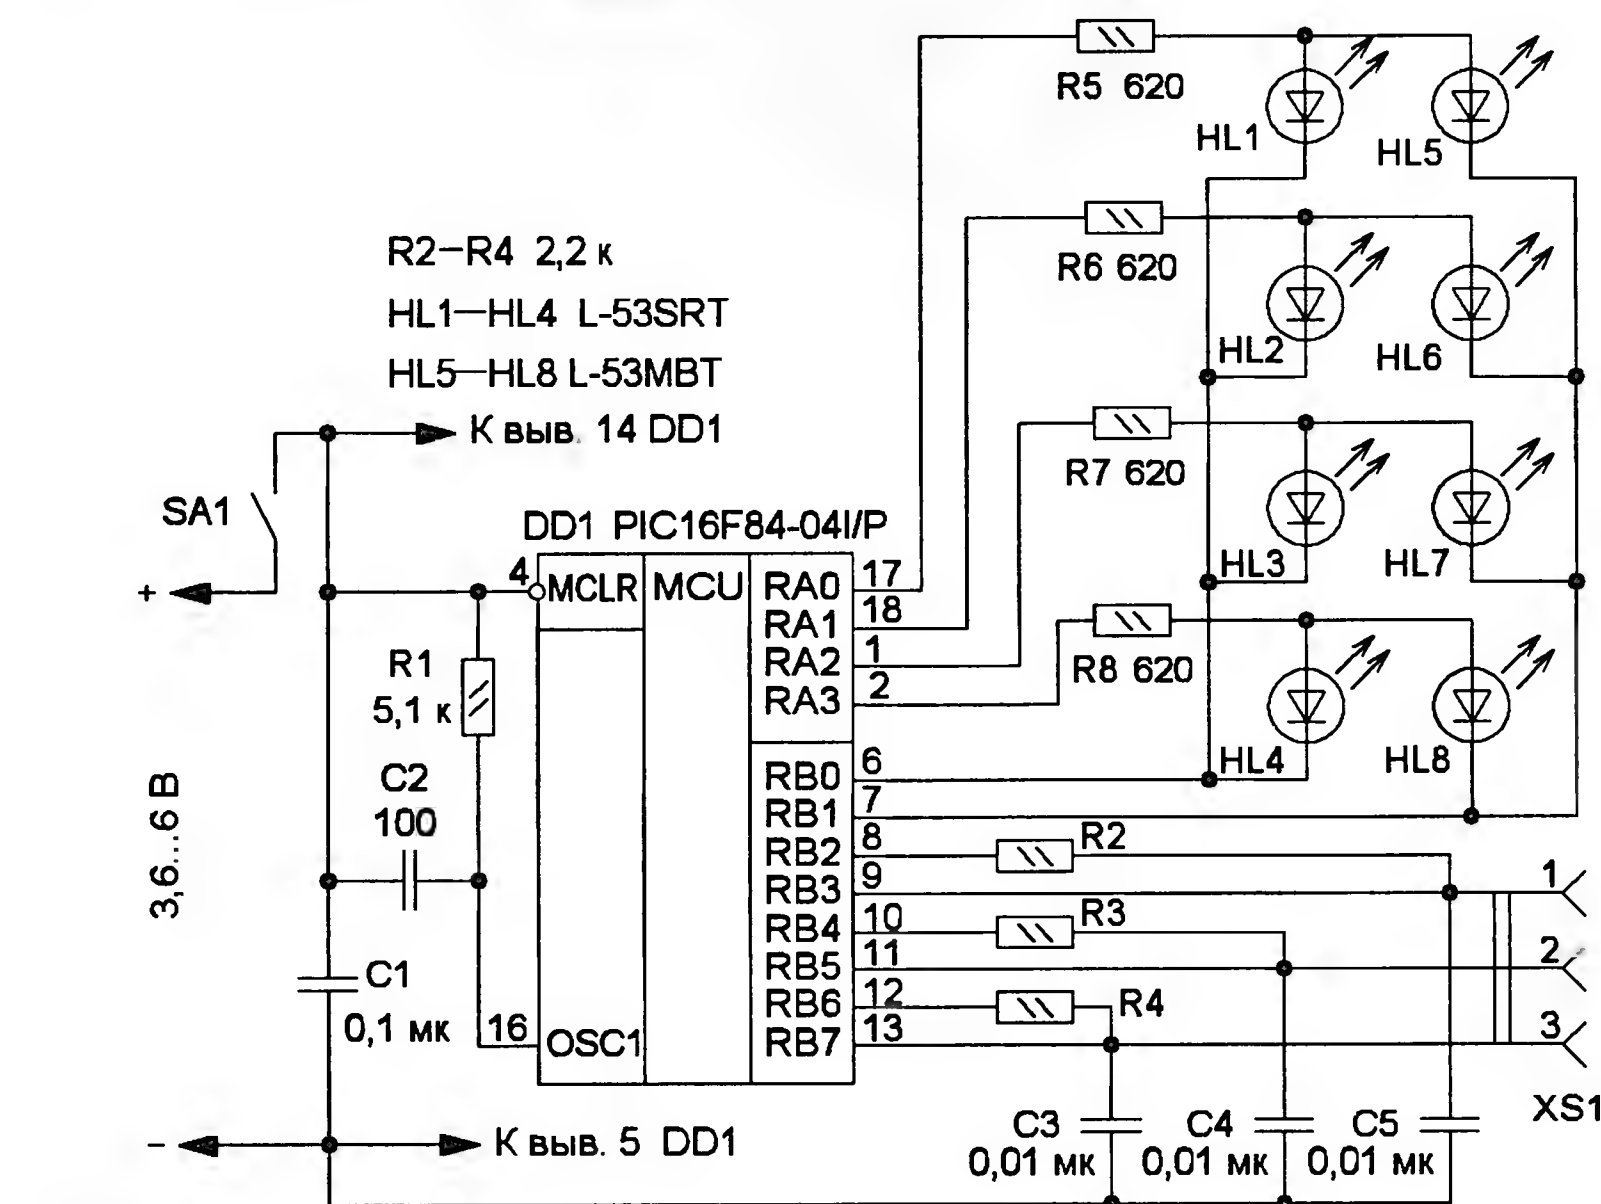 R5 620
HL1
HL5
R2–R4 2,2 к
HL1–HL4 L-53SRT
HL5–HL8 L-53MBT
R6 620
HL2
HL6
К выв. 14 DD1
SA1
R7 620
DD1 PIC16F84-04I/P
HL3
HL7
+
4
MCLR
MCU
RA0
17
RA1
18
RA2
1
RA3
2
R8 620
R1
5,1 к
HL4
HL8
C2
100
3,6...6 В
RB0
6
RB1
7
RB2
8
R2
RB3
9
1
RB4
10
R3
RB5
11
2
RB6
12
R4
RB7
13
3
C1
0,1 мк
16
OSC1
XS1
–
К выв. 5 DD1
C3
0,01 мк
C4
0,01 мк
C5
0,01 мк